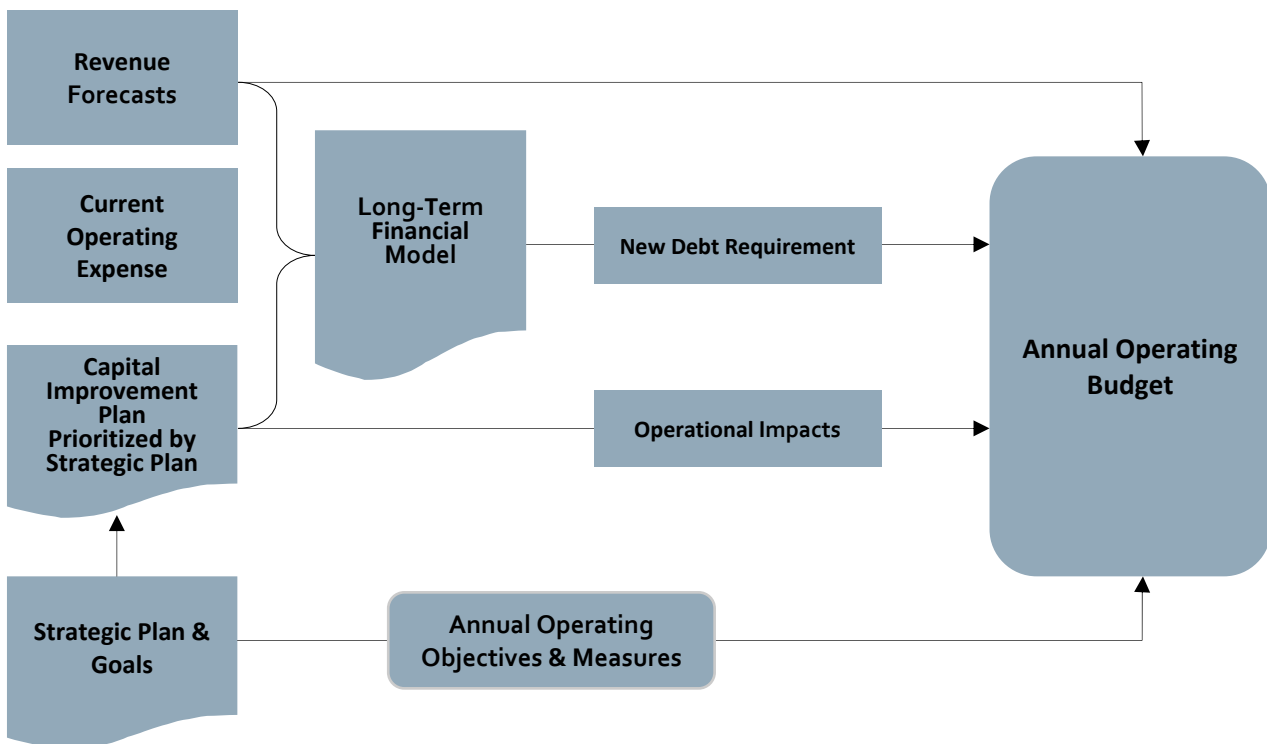 Revenue
Forecasts
Current
Operating
Expense
Capital
Improvement
Plan
Prioritized by
Strategic Plan
Strategic Plan &
Goals
Long-Term
Financial
Model
New Debt Requirement
Operational Impacts
Annual Operating
Objectives & Measures
Annual Operating
Budget